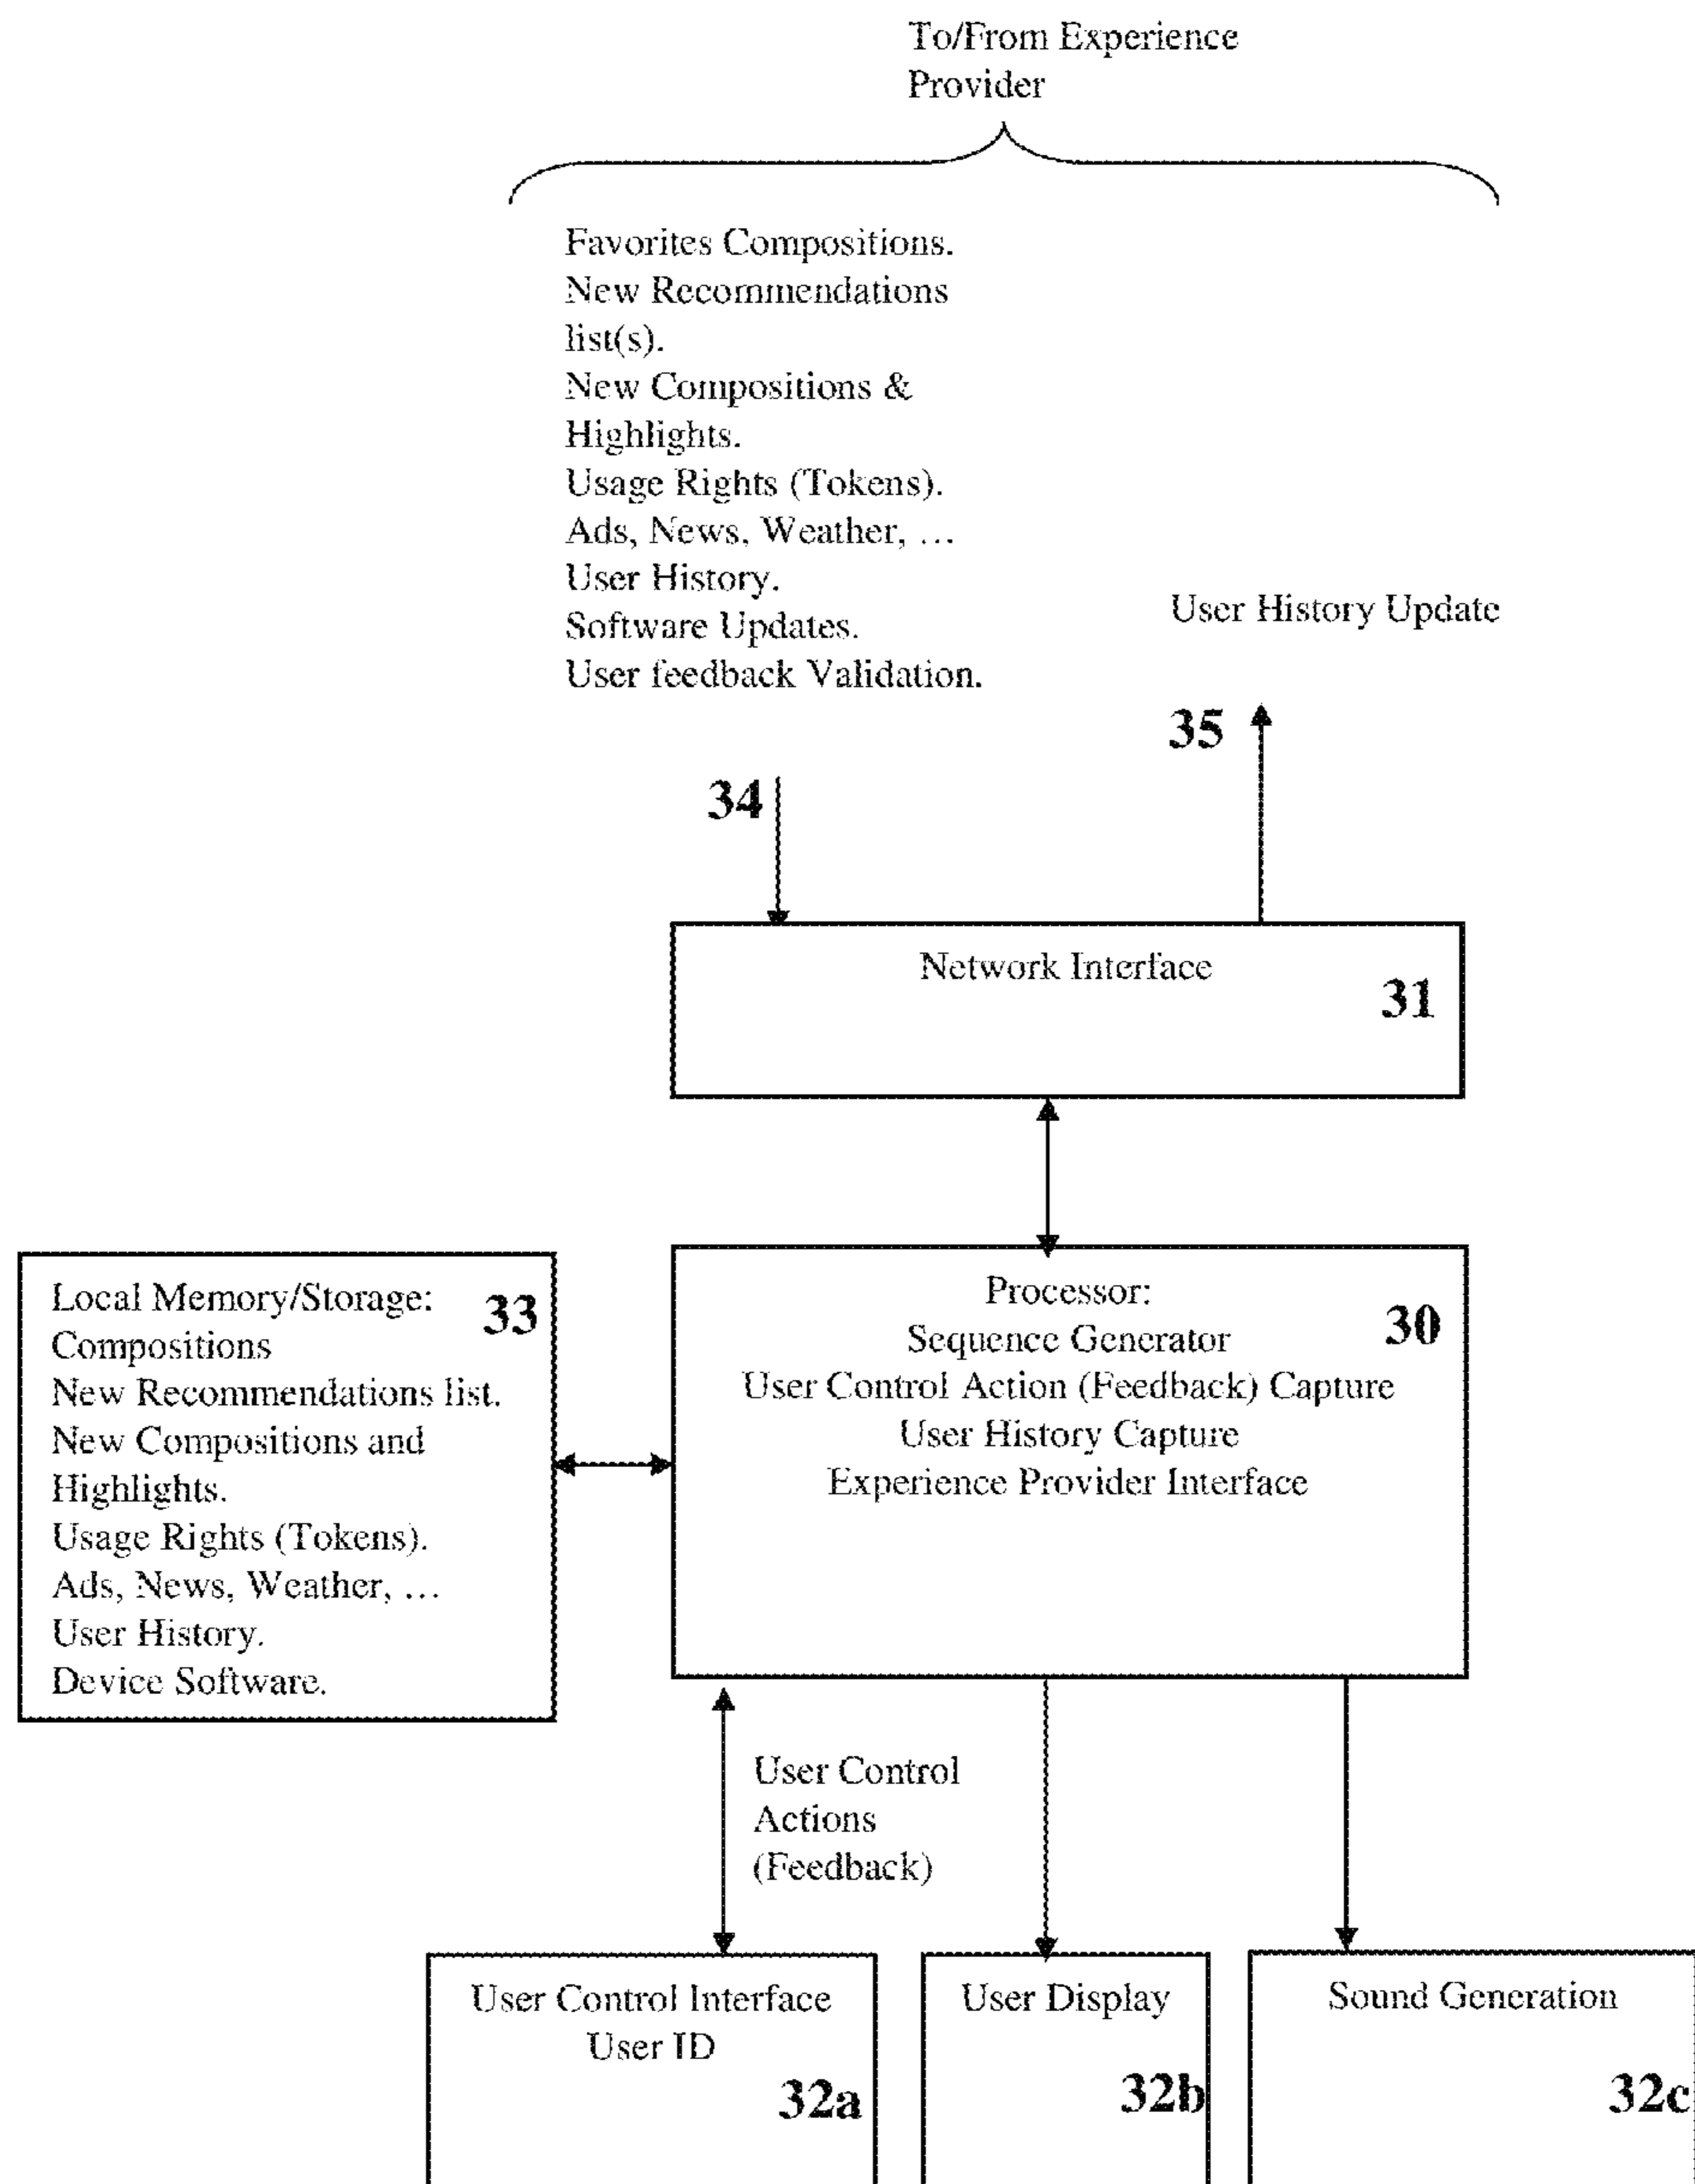 To/From Experience
Provider
Favorites Compositions.
New Recommendations
list(s).
New Compositions &
Highlights.
Usage Rights (Tokens).
Ads, News, Weather, …
User History.
Software Updates.
User feedback Validation.
User History Update
35
34
Network Interface
31
Local Memory/Storage:
33
Compositions
New Recommendations list.
New Compositions and
Highlights.
Usage Rights (Tokens).
Ads, News, Weather, …
User History.
Device Software.
Processor:
30
Sequence Generator
User Control Action (Feedback) Capture
User History Capture
Experience Provider Interface
User Control
Actions
(Feedback)
User Control Interface
User ID
32a
User Display
32b
Sound Generation
32c